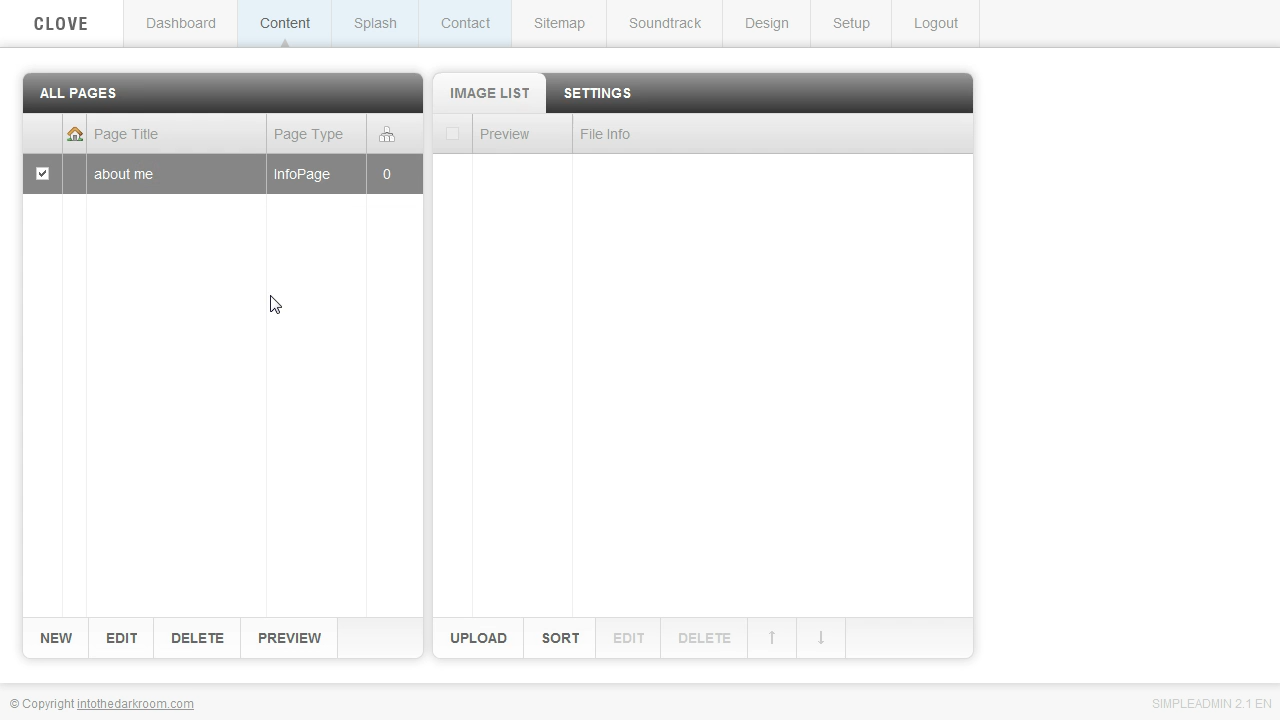 CLOVE Dashboard Content Splash Contact Sitemap Soundtrack Design Setup Logout
ALL PAGES IMAGE LIST SETTINGS
Page Title Page Type Preview File Info
about me InfoPage 0
NEW EDIT DELETE PREVIEW UPLOAD SORT EDIT DELETE
© Copyright intothedarkroom.com SIMPLEADMIN 2.1 EN